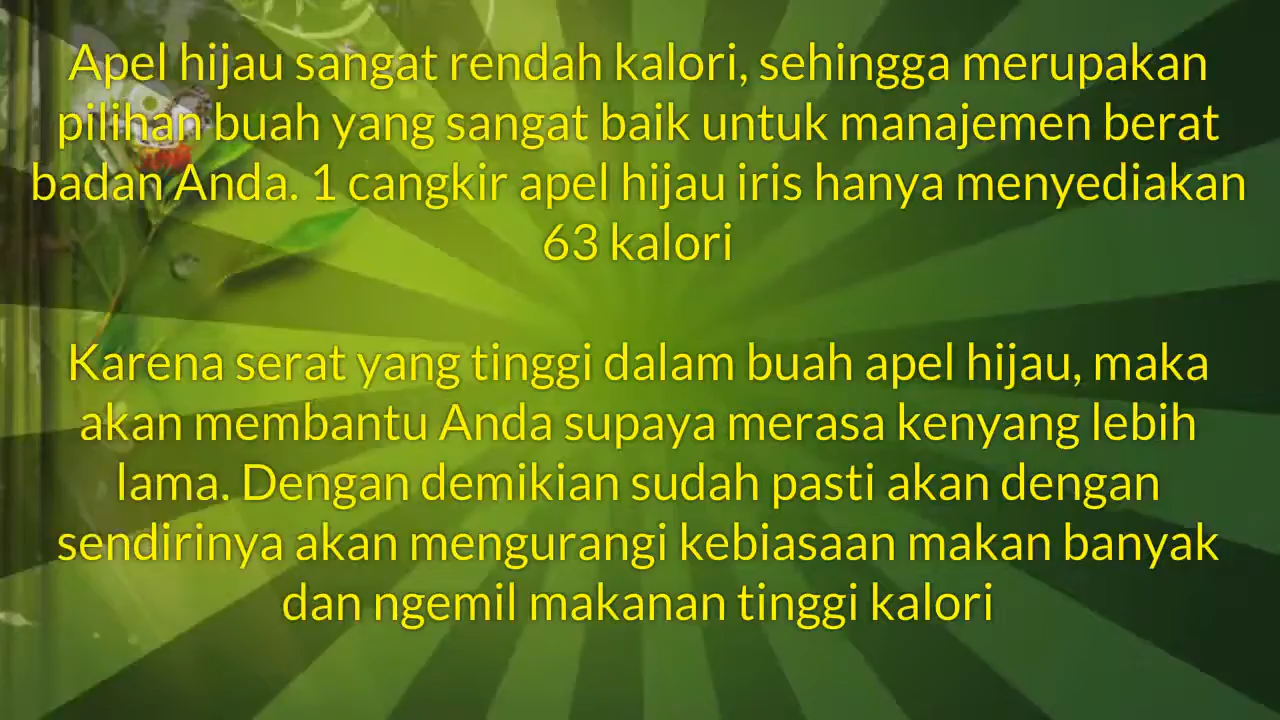 Apel hijau sangat rendah kalori, sehingga merupakan
pilihan buah yang sangat baik untuk manajemen berat
badan Anda. 1 cangkir apel hijau iris hanya menyediakan
63 kalori
Karena serat yang tinggi dalam buah apel hijau, maka
akan membantu Anda supaya merasa kenyang lebih
lama. Dengan demikian sudah pasti akan dengan
sendirinya akan mengurangi kebiasaan makan banyak
dan ngemil makanan tinggi kalori